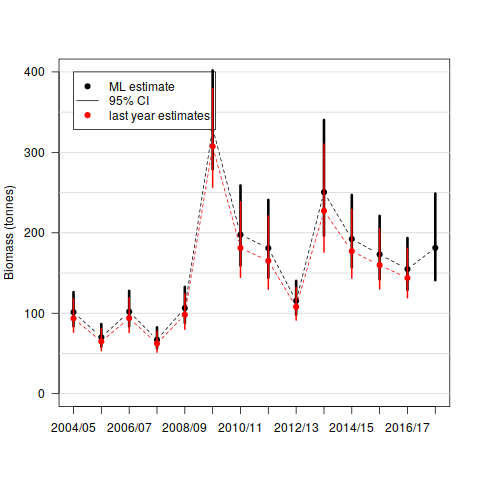 ML estimate
95% CI
last year estimates
Biomass (tonnes)
400
300
200
100
0
2004/05 2006/07 2008/09 2010/11 2012/13 2014/15 2016/17